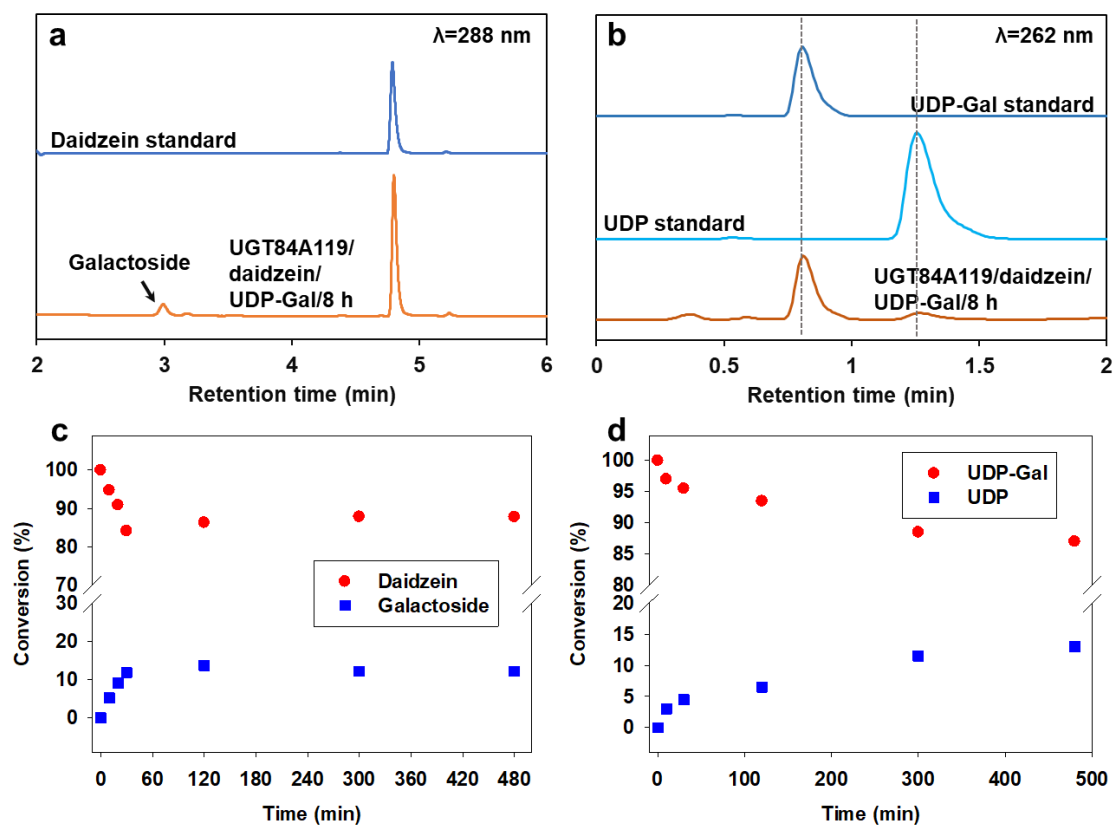 a
λ=288 nm
Daidzein standard
Galactoside
UGT84A119/
daidzein/
UDP-Gal/8 h
2 3 4 5 6
Retention time (min)
b
λ=262 nm
UDP-Gal standard
UDP standard
UGT84A119/daidzein/
UDP-Gal/8 h
0 0.5 1 1.5 2
Retention time (min)
c
Conversion (%)
100
90
80
70
30
20
10
0
Daidzein
Galactoside
0 60 120 180 240 300 360 420 480
Time (min)
d
Conversion (%)
100
95
90
85
80
20
15
10
5
0
UDP-Gal
UDP
0 100 200 300 400 500
Time (min)